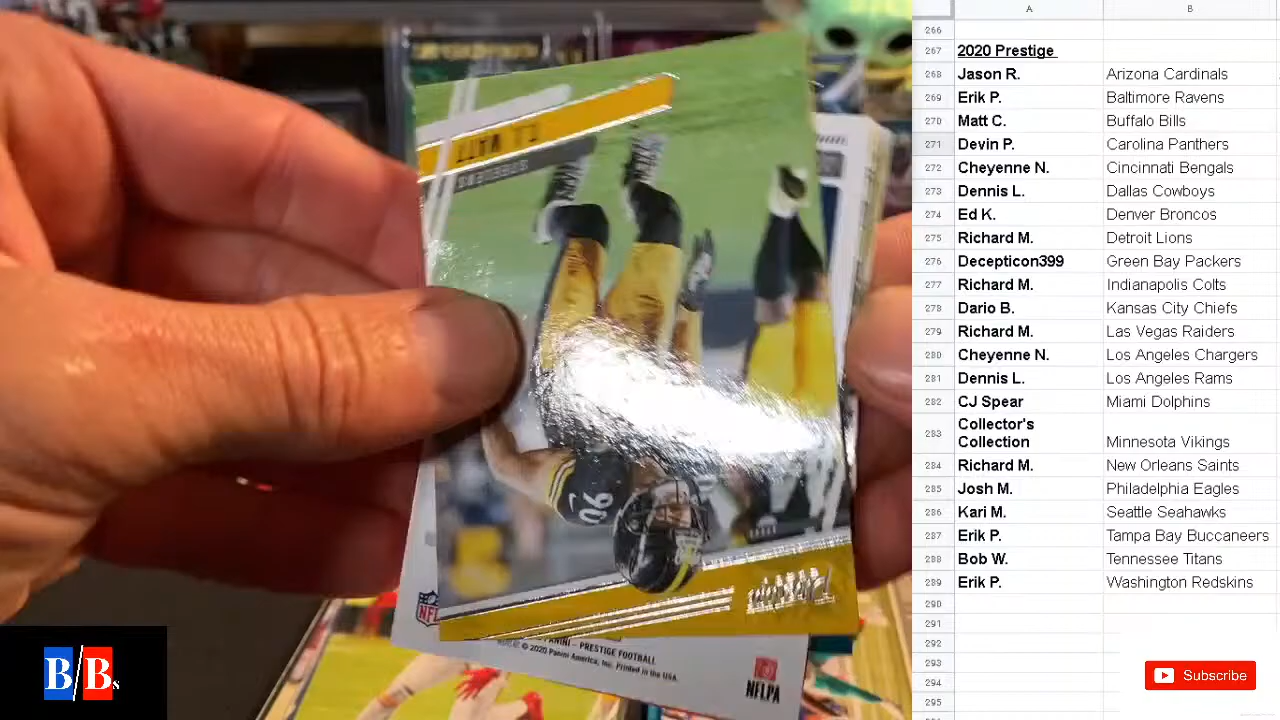 T.J. WATT
STEELERS
90
PRESTIGE
NFL
PANINI - PRESTIGE FOOTBALL
© 2020 Panini America, Inc. Printed in the USA.
NFLPA
B/Bs
A B
266
267 2020 Prestige
268 Jason R. Arizona Cardinals
269 Erik P. Baltimore Ravens
270 Matt C. Buffalo Bills
271 Devin P. Carolina Panthers
272 Cheyenne N. Cincinnati Bengals
273 Dennis L. Dallas Cowboys
274 Ed K. Denver Broncos
275 Richard M. Detroit Lions
276 Decepticon399 Green Bay Packers
277 Richard M. Indianapolis Colts
278 Dario B. Kansas City Chiefs
279 Richard M. Las Vegas Raiders
280 Cheyenne N. Los Angeles Chargers
281 Dennis L. Los Angeles Rams
282 CJ Spear Miami Dolphins
Collector's
283 Collection Minnesota Vikings
284 Richard M. New Orleans Saints
285 Josh M. Philadelphia Eagles
286 Kari M. Seattle Seahawks
287 Erik P. Tampa Bay Buccaneers
288 Bob W. Tennessee Titans
289 Erik P. Washington Redskins
290
291
292
293
294
295
Subscribe